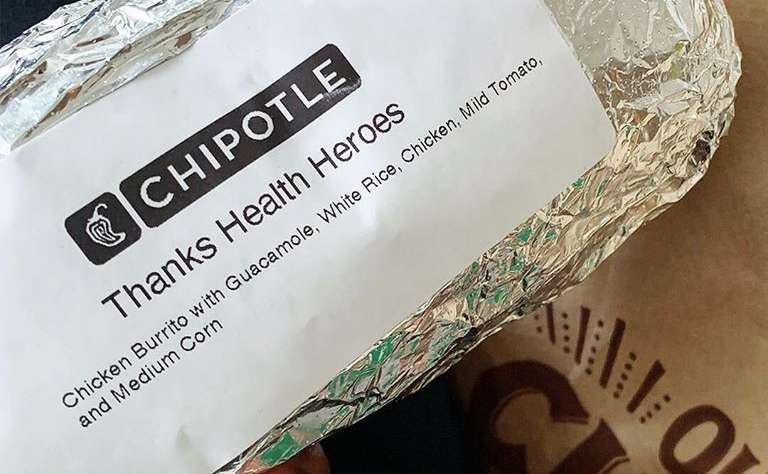 CHIPOTLE
Thanks Health Heroes
Chicken Burrito with Guacamole, White Rice, Chicken, Mild Tomato,
and Medium Corn